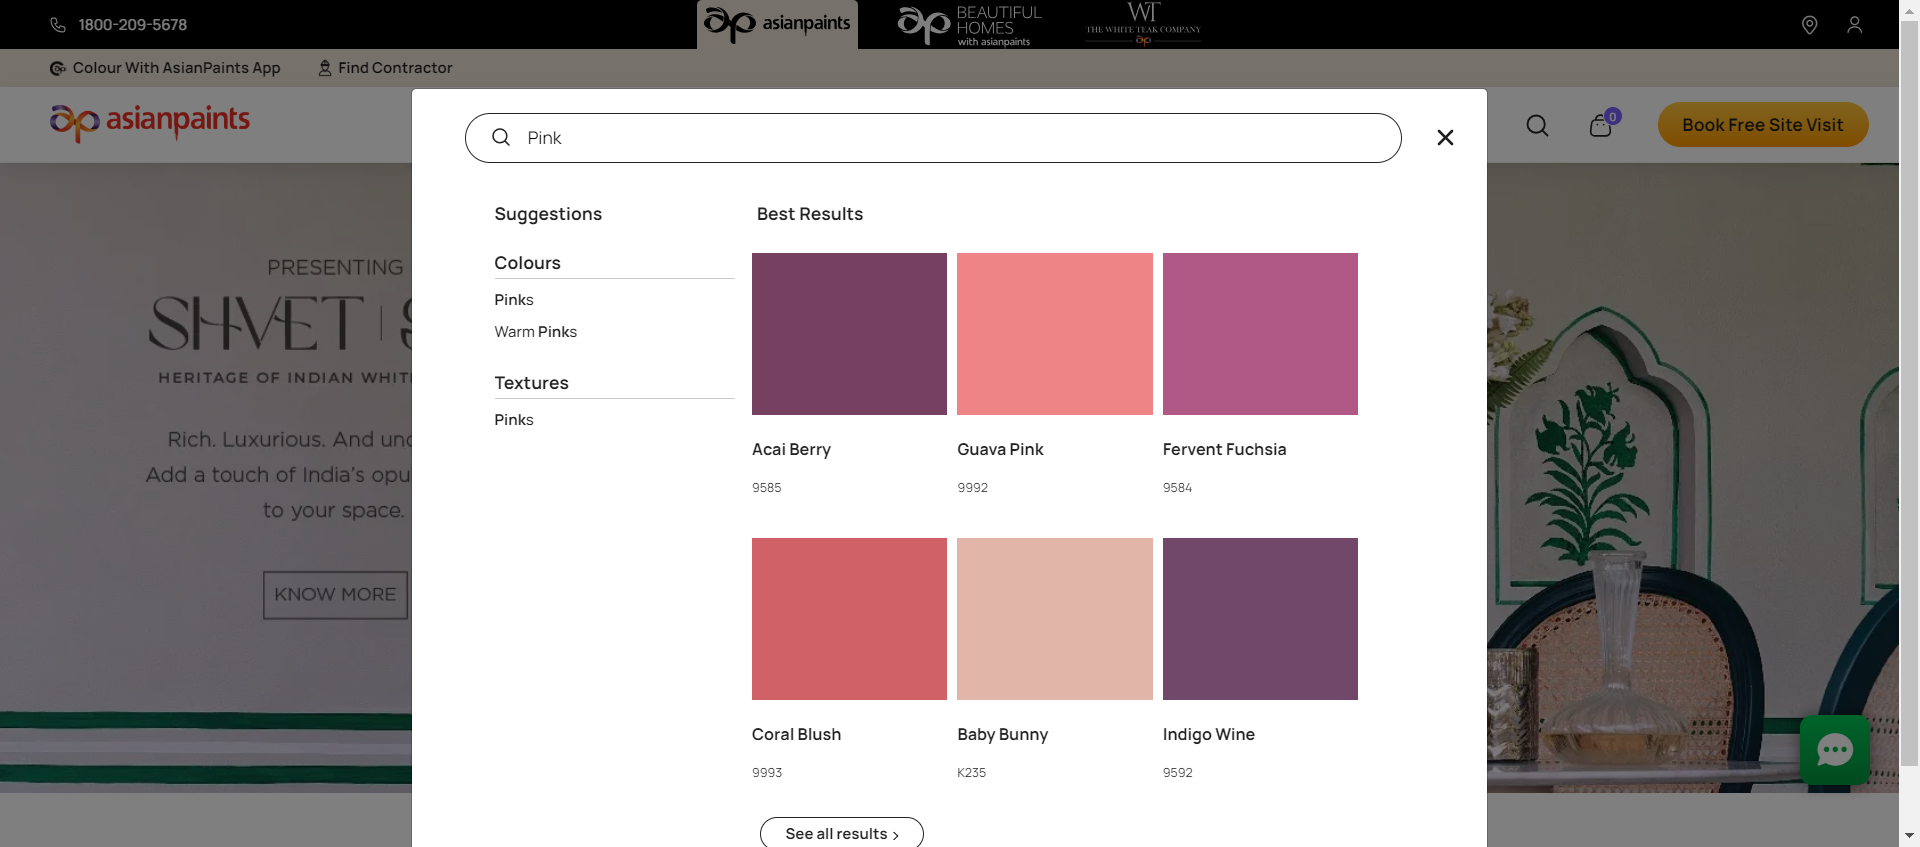 1800-209-5678
asianpaints
BEAUTIFUL
HOMES
with asianpaints
WT
THE WHITE TEAK COMPANY
ap
Colour With AsianPaints App
Find Contractor
asianpaints
Pink
0
Book Free Site Visit
Suggestions
Best Results
Colours
Pinks
Warm Pinks
Textures
Pinks
Acai Berry
Guava Pink
Fervent Fuchsia
9585
9992
9584
Coral Blush
Baby Bunny
Indigo Wine
9993
K235
9592
See all results
PRESENTING
SHVET
HERITAGE OF INDIAN
Rich. Luxurious. And
Add a touch of India's
to your space.
KNOW MORE